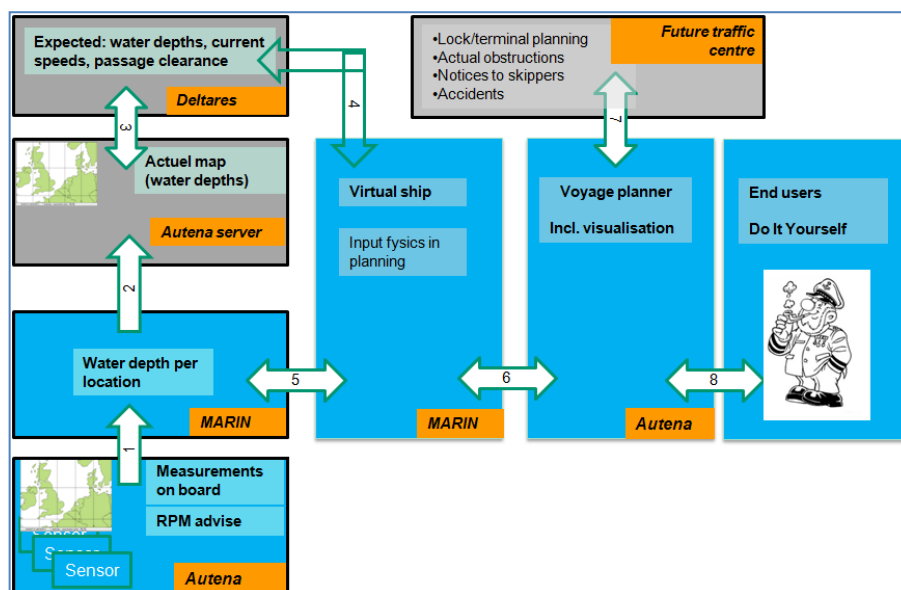 Expected: water depths, current
speeds, passage clearance
Deltares
3
4
•Lock/terminal planning
•Actual obstructions
•Notices to skippers
•Accidents
Future traffic
centre
7
Actuel map
(water depths)
Autena server
2
Virtual ship
Input fysics in
planning
MARIN
Voyage planner
Incl. visualisation
Autena
End users
Do It Yourself
Water depth per
location
MARIN
5
6
8
1
Measurements
on board
RPM advise
Sensor
Sensor
Sensor
Autena